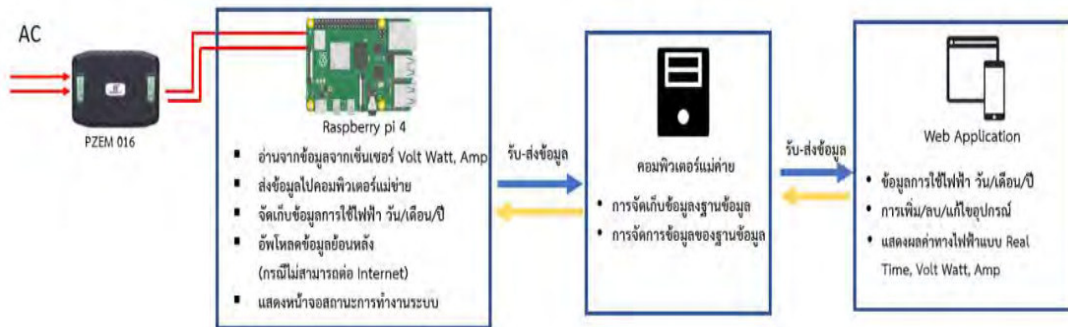 AC
PZEM 016
Raspberry pi 4
อ่านจากข้อมูลจากเซ็นเซอร์ Volt Watt, Amp
ส่งข้อมูลไปคอมพิวเตอร์แม่ข่าย
จัดเก็บข้อมูลการใช้ไฟฟ้า วัน/เดือน/ปี
อัพโหลดข้อมูลย้อนหลัง
(กรณีไม่สามารถต่อ Internet)
แสดงหน้าจอสถานะการทำงานระบบ
รับ-ส่งข้อมูล
คอมพิวเตอร์แม่ค่าย
การจัดเก็บข้อมูลงฐานข้อมูล
การจัดการข้อมูลของฐานข้อมูล
รับ-ส่งข้อมูล
Web Application
ข้อมูลการใช้ไฟฟ้า วัน/เดือน/ปี
การเพิ่ม/ลบ/แก้ไขอุปกรณ์
แสดงผลค่าทางไฟฟ้าแบบ Real
Time, Volt Watt, Amp